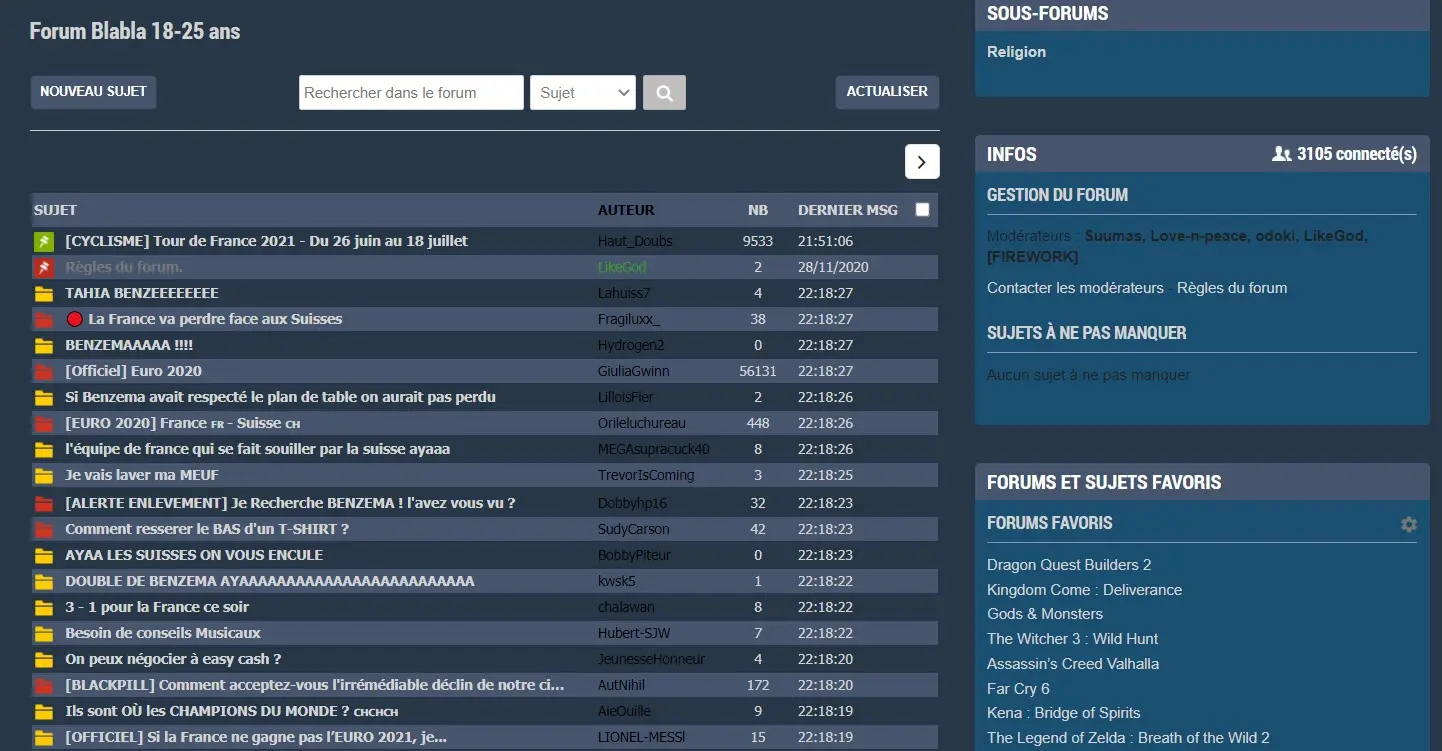 Forum Blabla 18-25 ans
NOUVEAU SUJET Rechercher dans le forum Sujet ACTUALISER
SUJET AUTEUR NB DERNIER MSG
[CYCLISME] Tour de France 2021 - Du 26 juin au 18 juillet Haut_Doubs 9533 21:51:06
Règles du forum. LikeGod 2 28/11/2020
TAHIA BENZEEEEEEEE Lahuiss7 4 22:18:27
La France va perdre face aux Suisses Fragiluxx_ 38 22:18:27
BENZEMAAAAA !!!! Hydrogen2 0 22:18:27
[Officiel] Euro 2020 GiuliaGwinn 56131 22:18:27
Si Benzema avait respecté le plan de table on aurait pas perdu LilloisFier 2 22:18:26
[EURO 2020] France FR - Suisse CH Orileluchureau 448 22:18:26
l'équipe de france qui se fait souiller par la suisse ayaaa MEGAsupracuck40 8 22:18:26
Je vais laver ma MEUF TrevorIsComing 3 22:18:25
[ALERTE ENLEVEMENT] Je Recherche BENZEMA ! l'avez vous vu ? Dobbyhp16 32 22:18:23
Comment resserer le BAS d'un T-SHIRT ? SudyCarson 42 22:18:23
AYAA LES SUISSES ON VOUS ENCULE BobbyPiteur 0 22:18:23
DOUBLE DE BENZEMA AYAAAAAAAAAAAAAAAAAAAAAAAAA kwsk5 1 22:18:22
3 - 1 pour la France ce soir chalawan 8 22:18:22
Besoin de conseils Musicaux Hubert-SJW 7 22:18:22
On peux négocier à easy cash ? JeunesseHonneur 4 22:18:20
[BLACKPILL] Comment acceptez-vous l'irrémédiable déclin de notre ci... AutNihil 172 22:18:20
Ils sont OÙ les CHAMPIONS DU MONDE ? CHCHCH AieOuille 9 22:18:19
[OFFICIEL] Si la France ne gagne pas l'EURO 2021, je... LIONEL-MESSI 15 22:18:19
SOUS-FORUMS
Religion
INFOS 3105 connecté(s)
GESTION DU FORUM
Modérateurs : Suumas, Love-n-peace, odoki, LikeGod,
[FIREWORK]
Contacter les modérateurs - Règles du forum
SUJETS À NE PAS MANQUER
Aucun sujet à ne pas manquer
FORUMS ET SUJETS FAVORIS
FORUMS FAVORIS
Dragon Quest Builders 2
Kingdom Come : Deliverance
Gods & Monsters
The Witcher 3 : Wild Hunt
Assassin's Creed Valhalla
Far Cry 6
Kena : Bridge of Spirits
The Legend of Zelda : Breath of the Wild 2